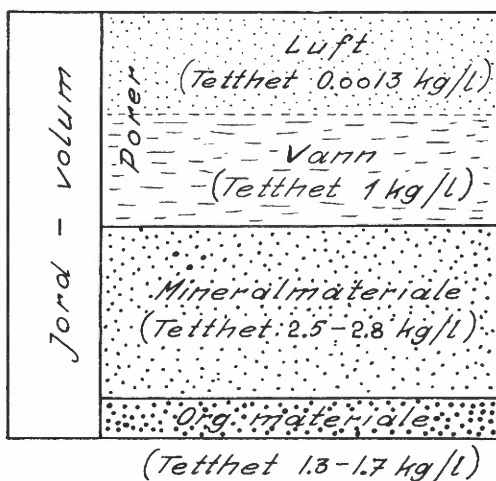 Jord - volum
Porer
Luft
(Tetthet 0.0013 kg/l)
Vann
(Tetthet 1 kg/l)
Mineralmateriale
(Tetthet 2.5-2.8 kg/l)
Org. materiale
(Tetthet 1.3-1.7 kg/l)